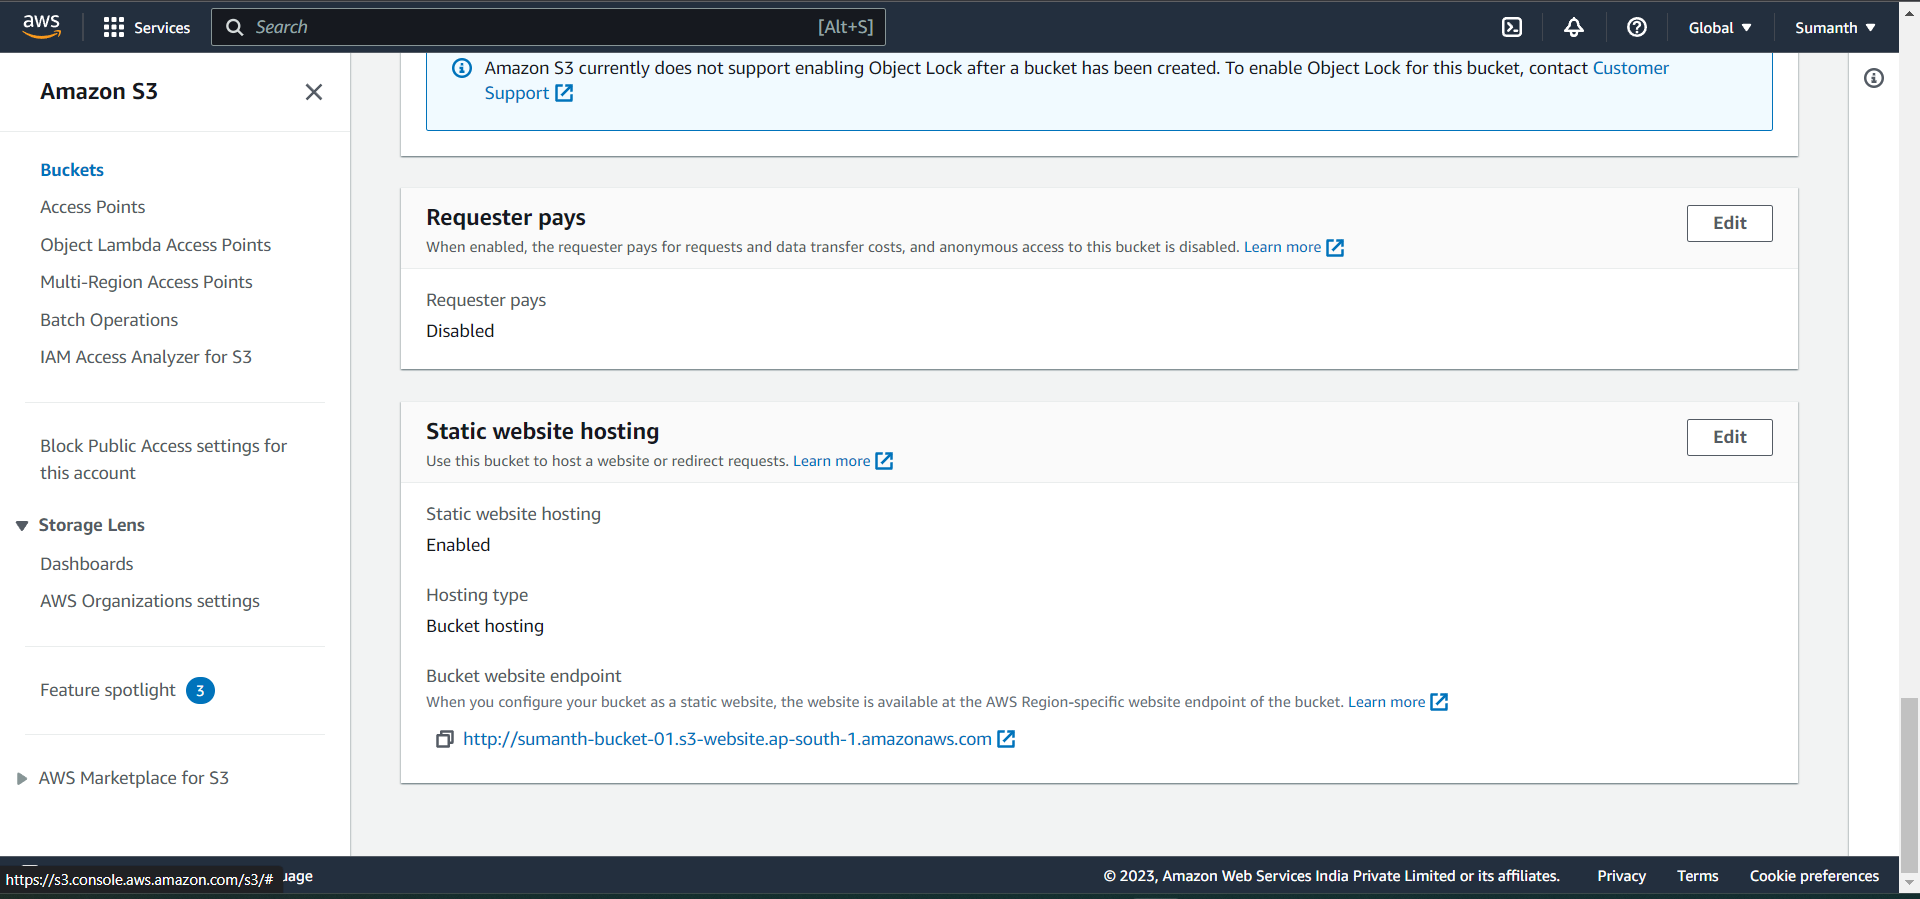 aws
Services
Search [Alt+S]
Global
Sumanth
Amazon S3
Buckets
Access Points
Object Lambda Access Points
Multi-Region Access Points
Batch Operations
IAM Access Analyzer for S3
Block Public Access settings for
this account
Storage Lens
Dashboards
AWS Organizations settings
Feature spotlight 3
AWS Marketplace for S3
Amazon S3 currently does not support enabling Object Lock after a bucket has been created. To enable Object Lock for this bucket, contact Customer
Support
Requester pays
Edit
When enabled, the requester pays for requests and data transfer costs, and anonymous access to this bucket is disabled. Learn more
Requester pays
Disabled
Static website hosting
Edit
Use this bucket to host a website or redirect requests. Learn more
Static website hosting
Enabled
Hosting type
Bucket hosting
Bucket website endpoint
When you configure your bucket as a static website, the website is available at the AWS Region-specific website endpoint of the bucket. Learn more
http://sumanth-bucket-01.s3-website.ap-south-1.amazonaws.com
https://s3.console.aws.amazon.com/s3/#
uage
© 2023, Amazon Web Services India Private Limited or its affiliates.
Privacy
Terms
Cookie preferences